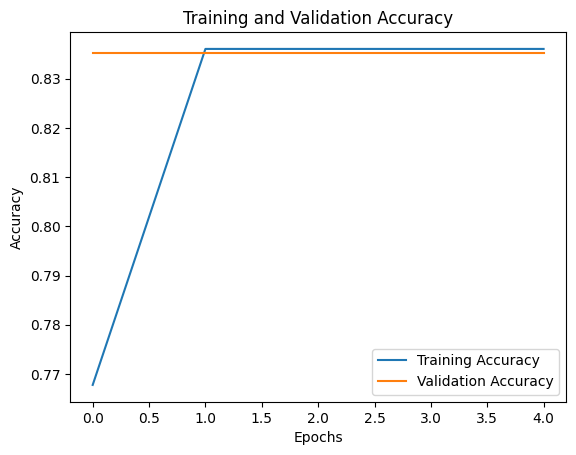 Training and Validation Accuracy
Accuracy
0.83
0.82
0.81
0.80
0.79
0.78
0.77
0.0 0.5 1.0 1.5 2.0 2.5 3.0 3.5 4.0
Epochs
Training Accuracy
Validation Accuracy